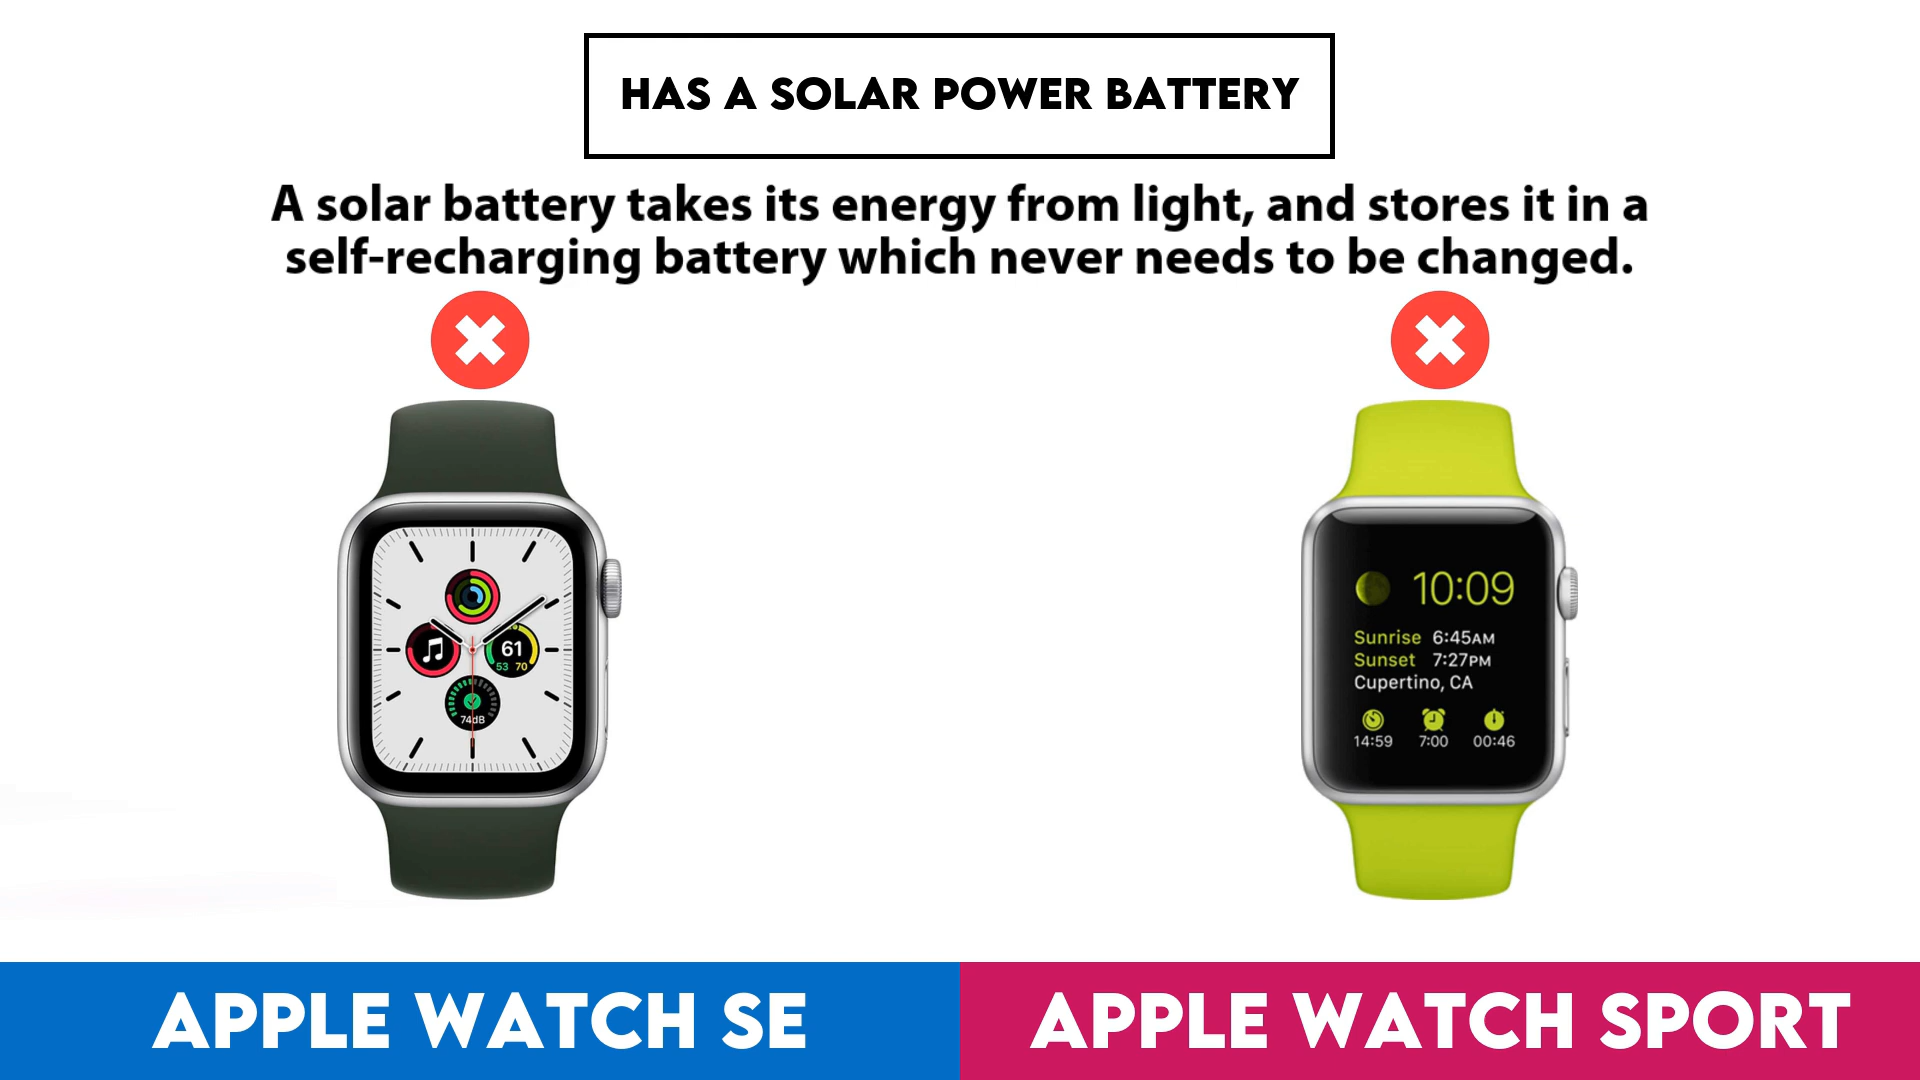 HAS A SOLAR POWER BATTERY
A solar battery takes its energy from light, and stores it in a
self-recharging battery which never needs to be changed.
61
53 70
74dB
10:09
Sunrise 6:45AM
Sunset 7:27PM
Cupertino, CA
14:59 7:00 00:46
APPLE WATCH SE
APPLE WATCH SPORT